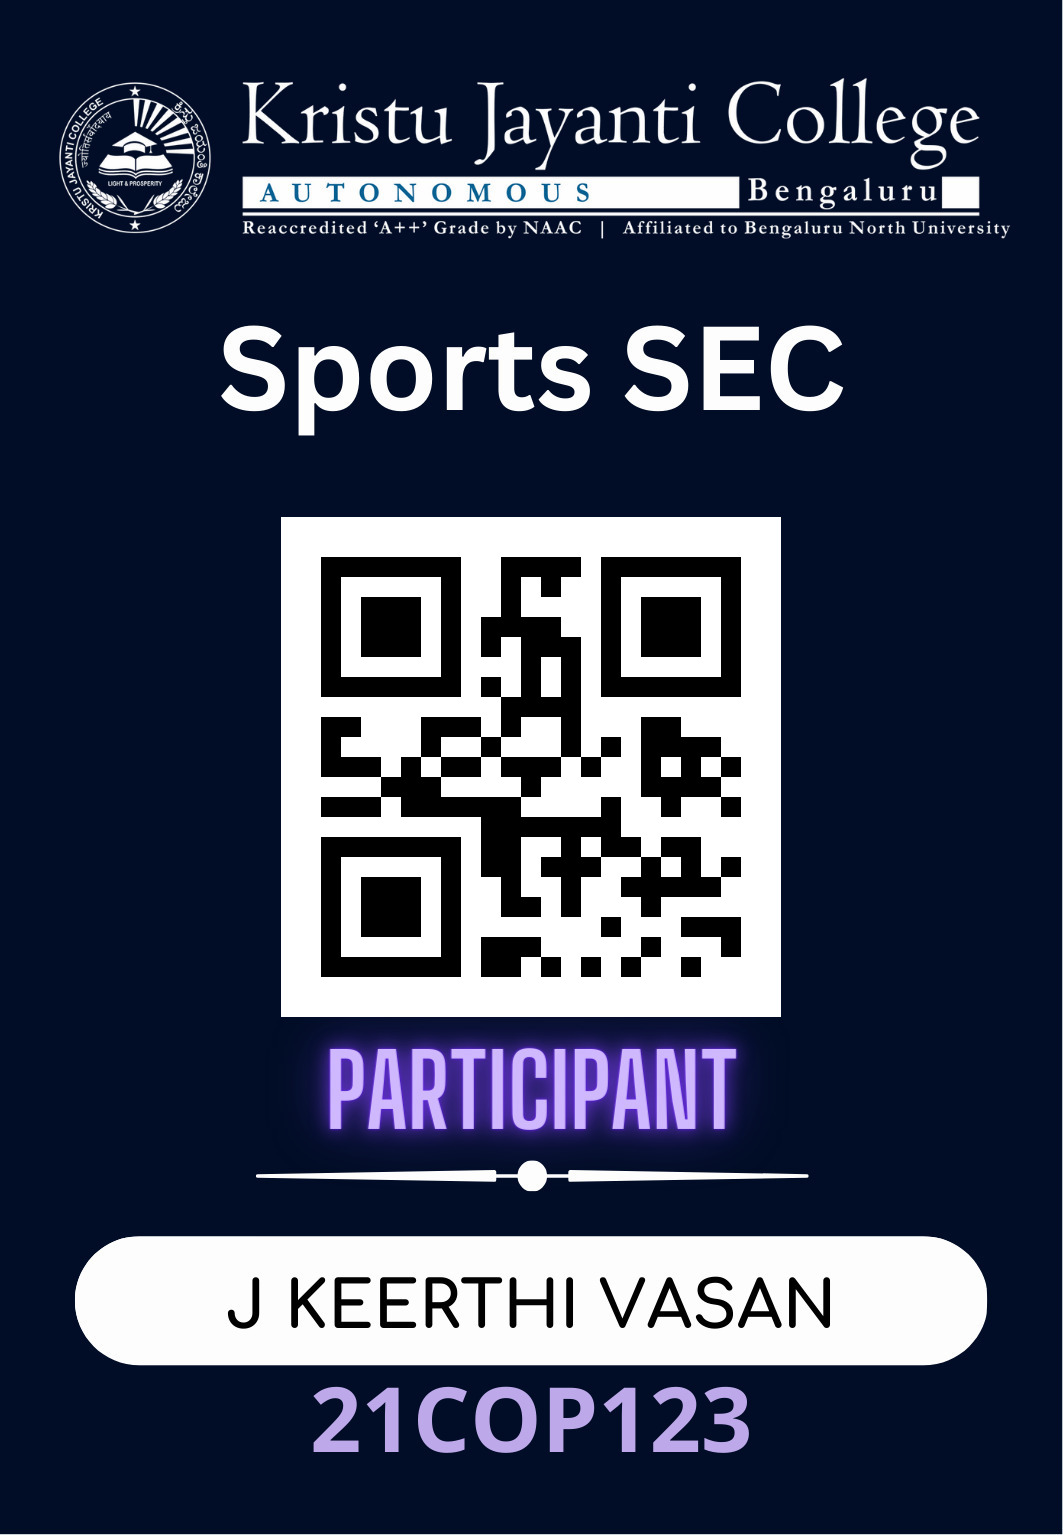 Kristu Jayanti College
AUTONOMOUS Bengaluru
Reaccredited ‘A++’ Grade by NAAC | Affiliated to Bengaluru North University
KRISTU JAYANTI COLLEGE
ಕ್ರಿಸ್ತು ಜಯಂತಿ ಕಾಲೇಜು
LIGHT & PROSPERITY
Sports SEC
PARTICIPANT
J KEERTHI VASAN
21COP123